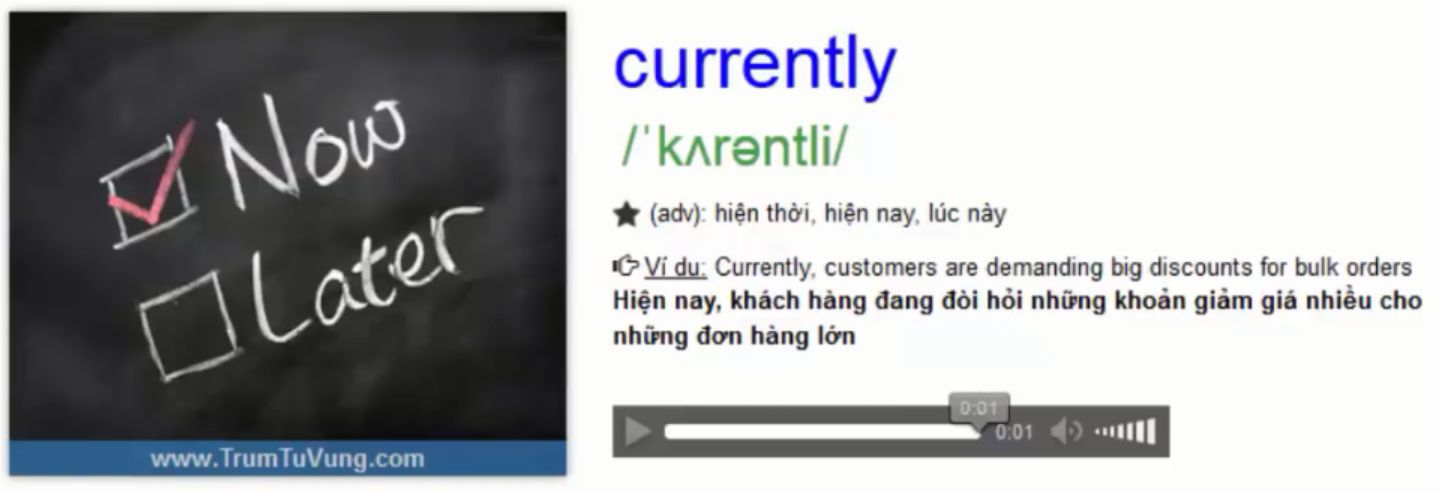 Now
Later
www.TrumTuVung.com
currently
/ˈkʌrəntli/
(adv): hiện thời, hiện nay, lúc này
Ví dụ: Currently, customers are demanding big discounts for bulk orders
Hiện nay, khách hàng đang đòi hỏi những khoản giảm giá nhiều cho
những đơn hàng lớn
0:01
0:01